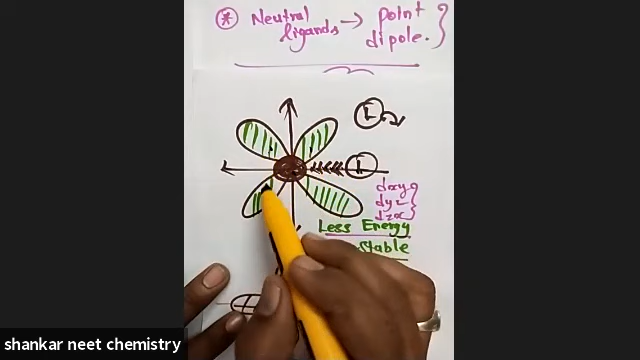 * Neutral ligands → point dipole.
L
L
dxy
dyz
dzx
Less Energy
stable
shankar neet chemistry